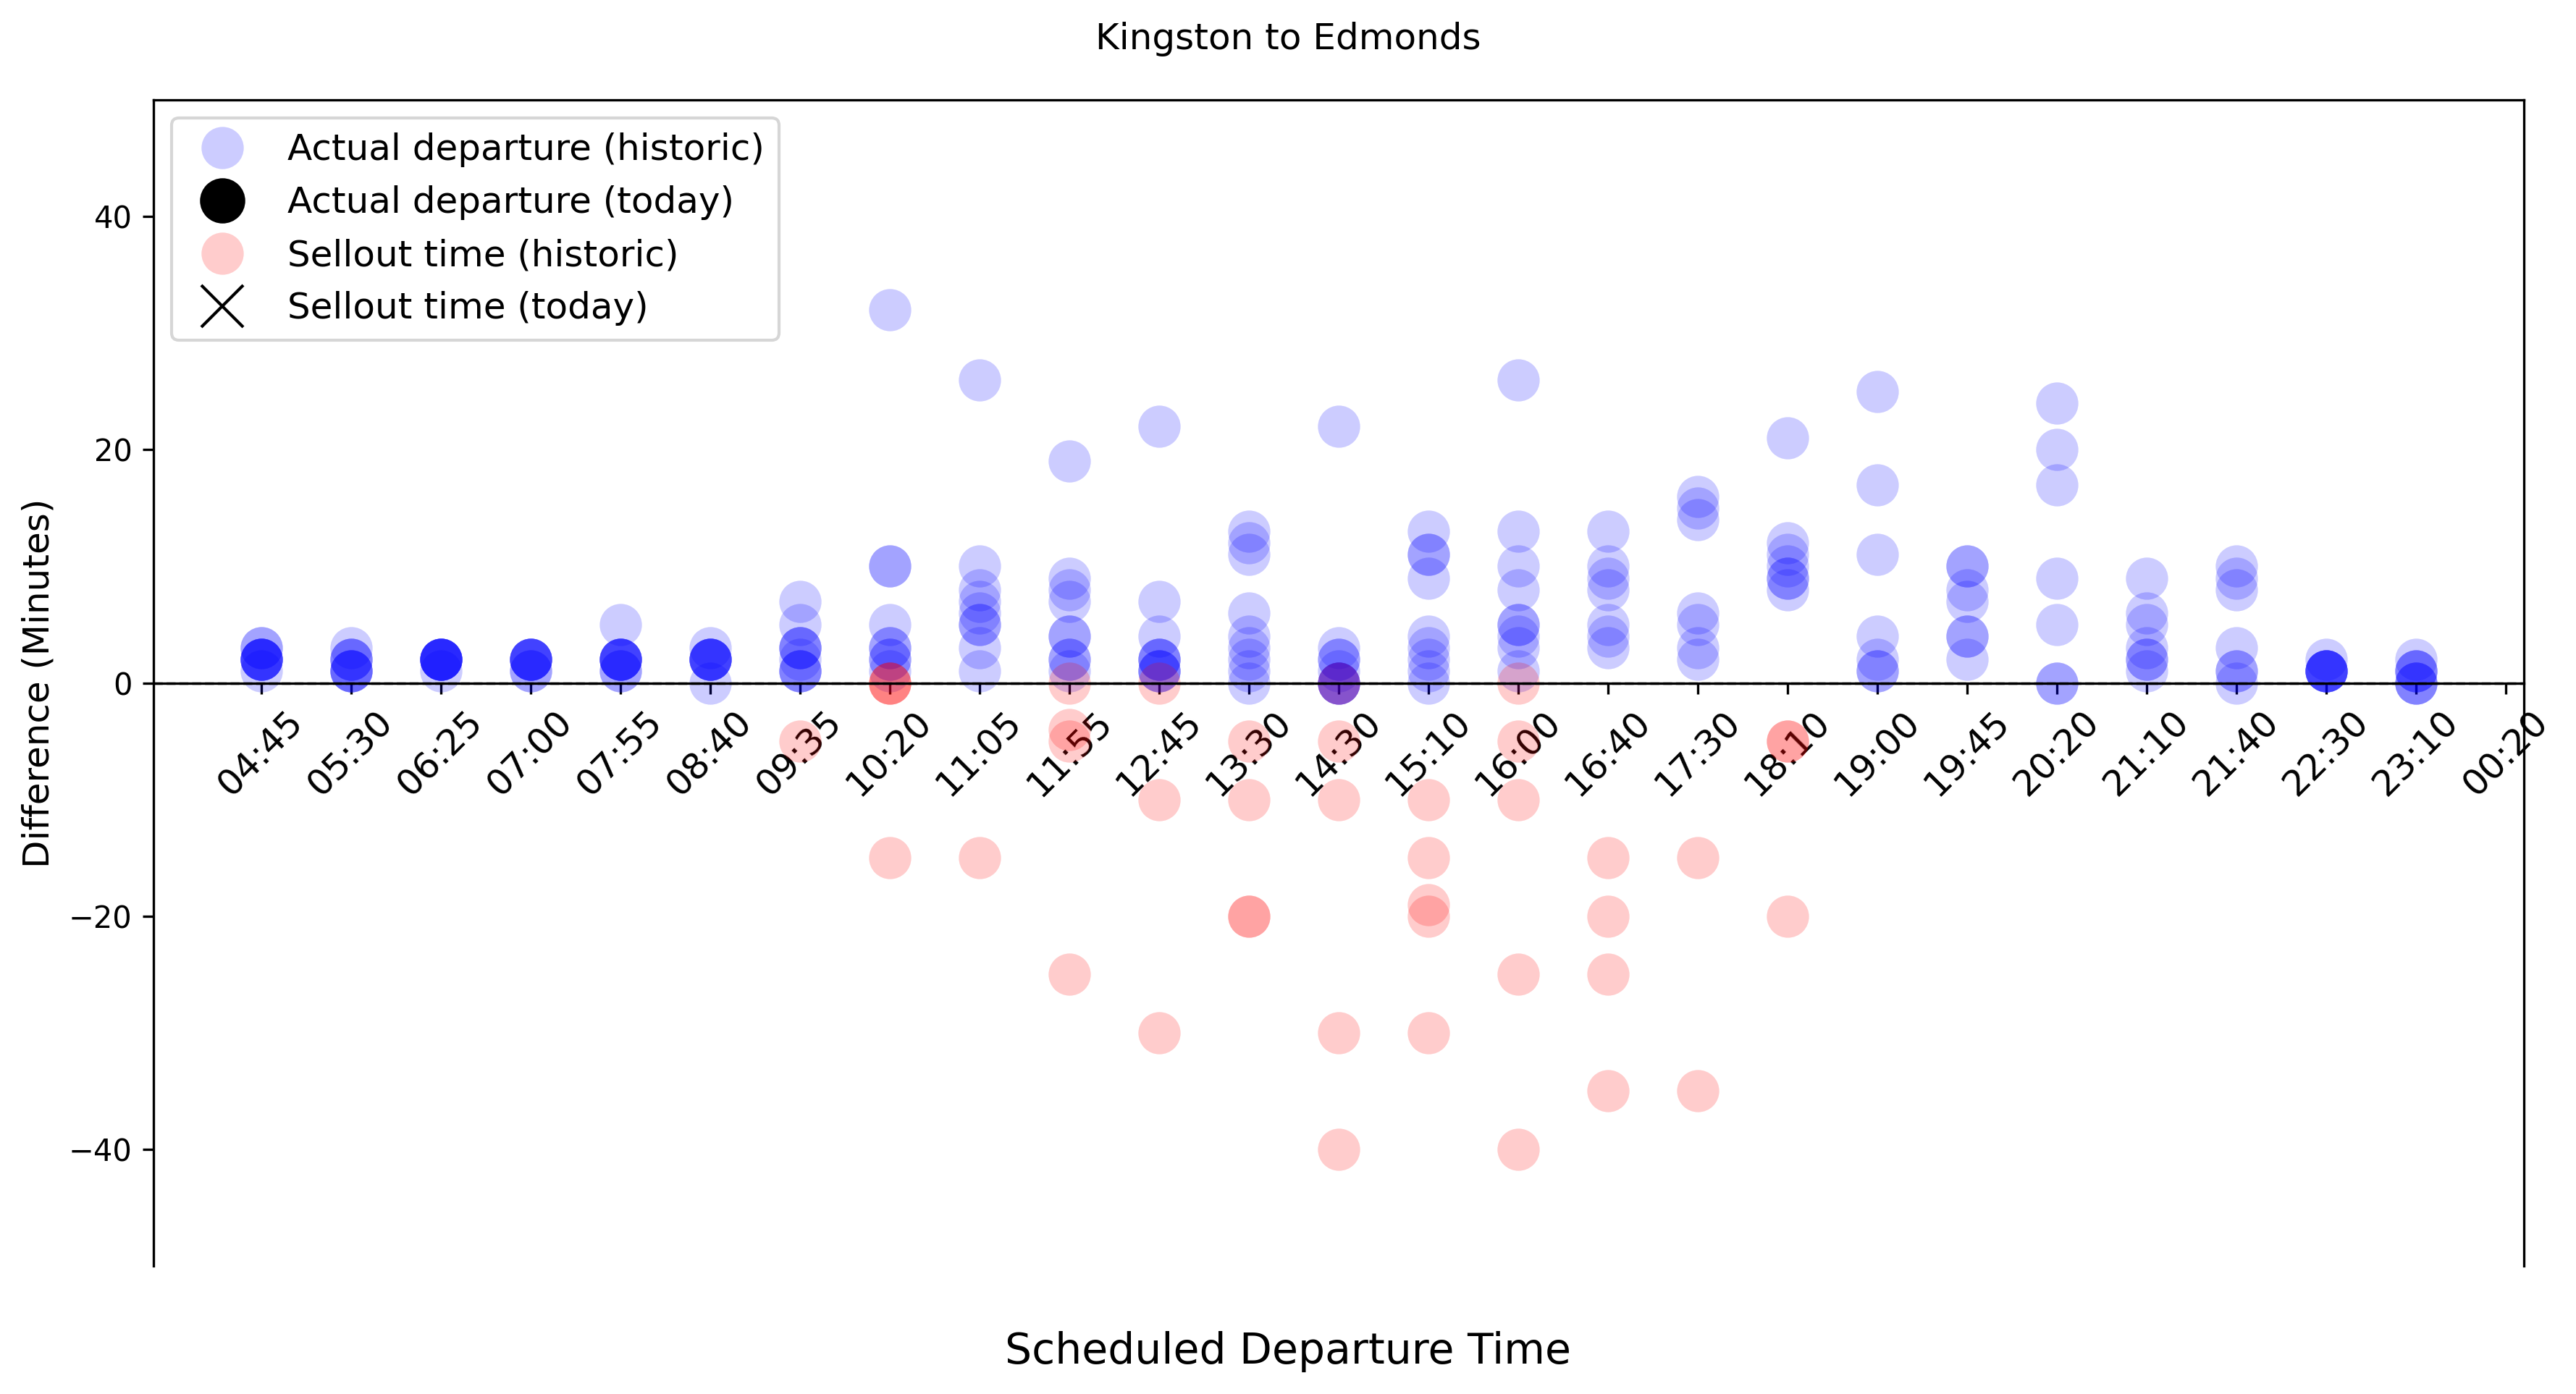 Kingston to Edmonds
Actual departure (historic)
Actual departure (today)
Sellout time (historic)
Sellout time (today)
Difference (Minutes)
40
20
0
−20
−40
04:45 05:30 06:25 07:00 07:55 08:40 09:35 10:20 11:05 11:55 12:45 13:30 14:30 15:10 16:00 16:40 17:30 18:10 19:00 19:45 20:20 21:10 21:40 22:30 23:10 00:20
Scheduled Departure Time